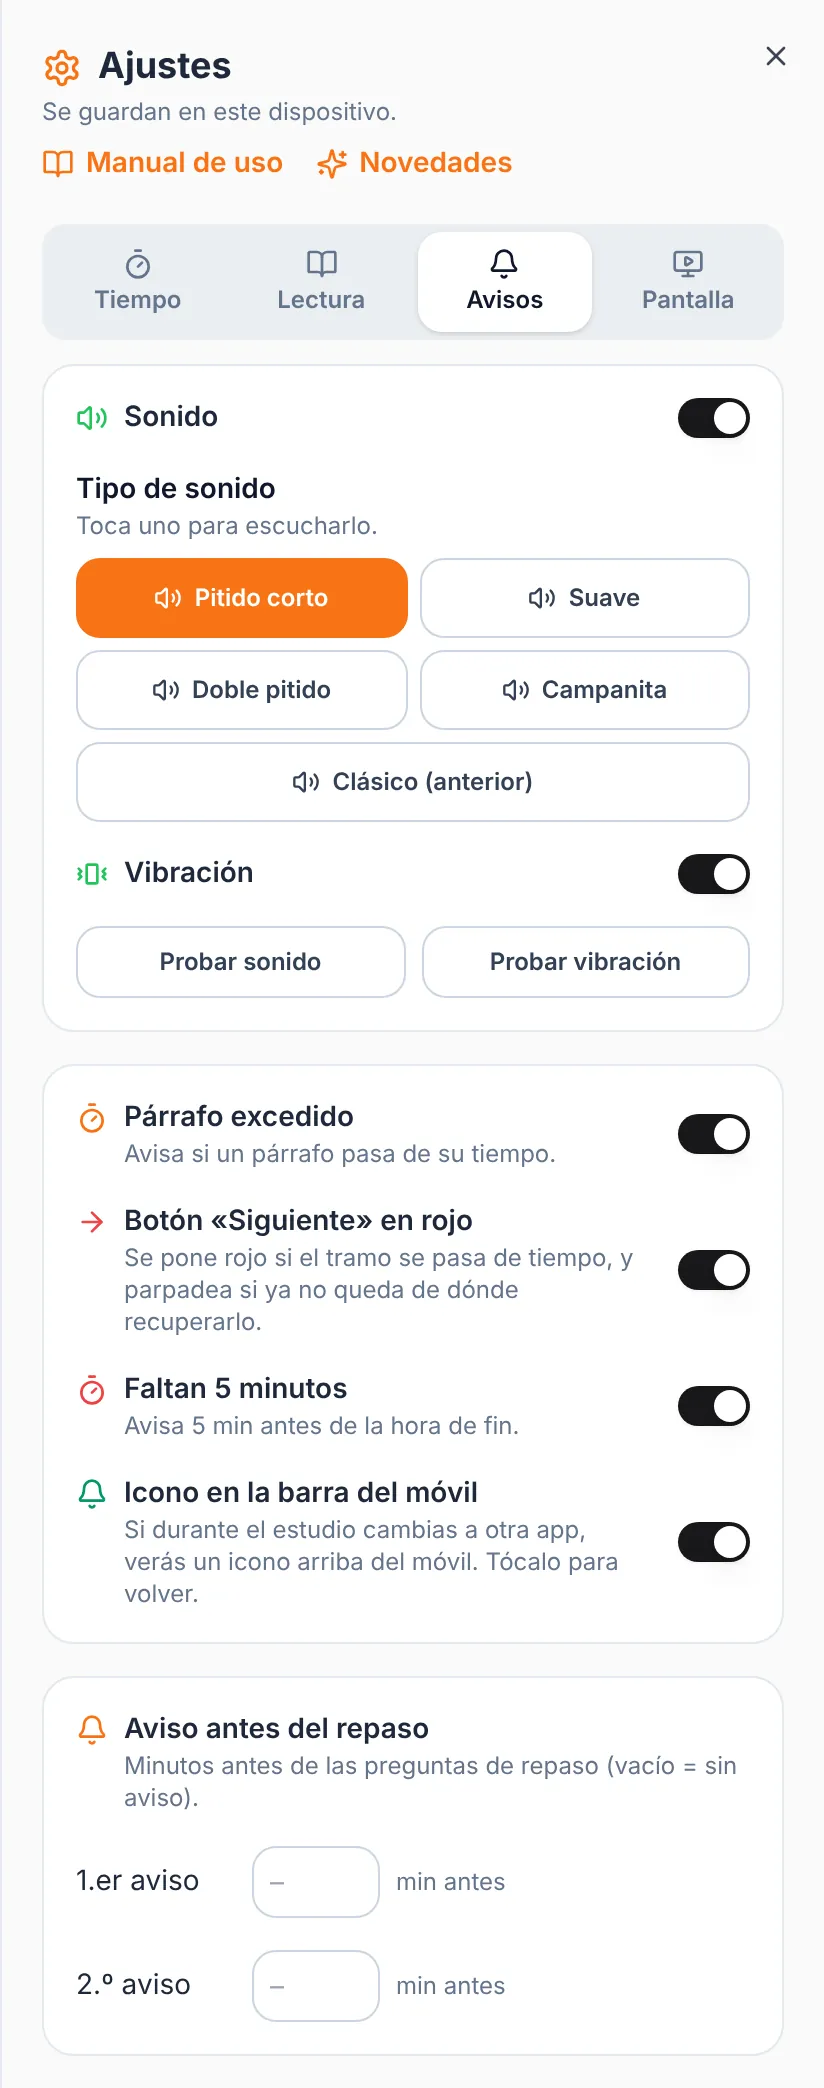 Ajustes
Se guardan en este dispositivo.
Manual de uso Novedades
Tiempo Lectura Avisos Pantalla
Sonido
Tipo de sonido
Toca uno para escucharlo.
Pitido corto Suave
Doble pitido Campanita
Clásico (anterior)
Vibración
Probar sonido Probar vibración
Párrafo excedido
Avisa si un párrafo pasa de su tiempo.
Botón «Siguiente» en rojo
Se pone rojo si el tramo se pasa de tiempo, y
parpadea si ya no queda de dónde
recuperarlo.
Faltan 5 minutos
Avisa 5 min antes de la hora de fin.
Icono en la barra del móvil
Si durante el estudio cambias a otra app,
verás un icono arriba del móvil. Tócalo para
volver.
Aviso antes del repaso
Minutos antes de las preguntas de repaso (vacío = sin
aviso).
1.er aviso – min antes
2.º aviso – min antes